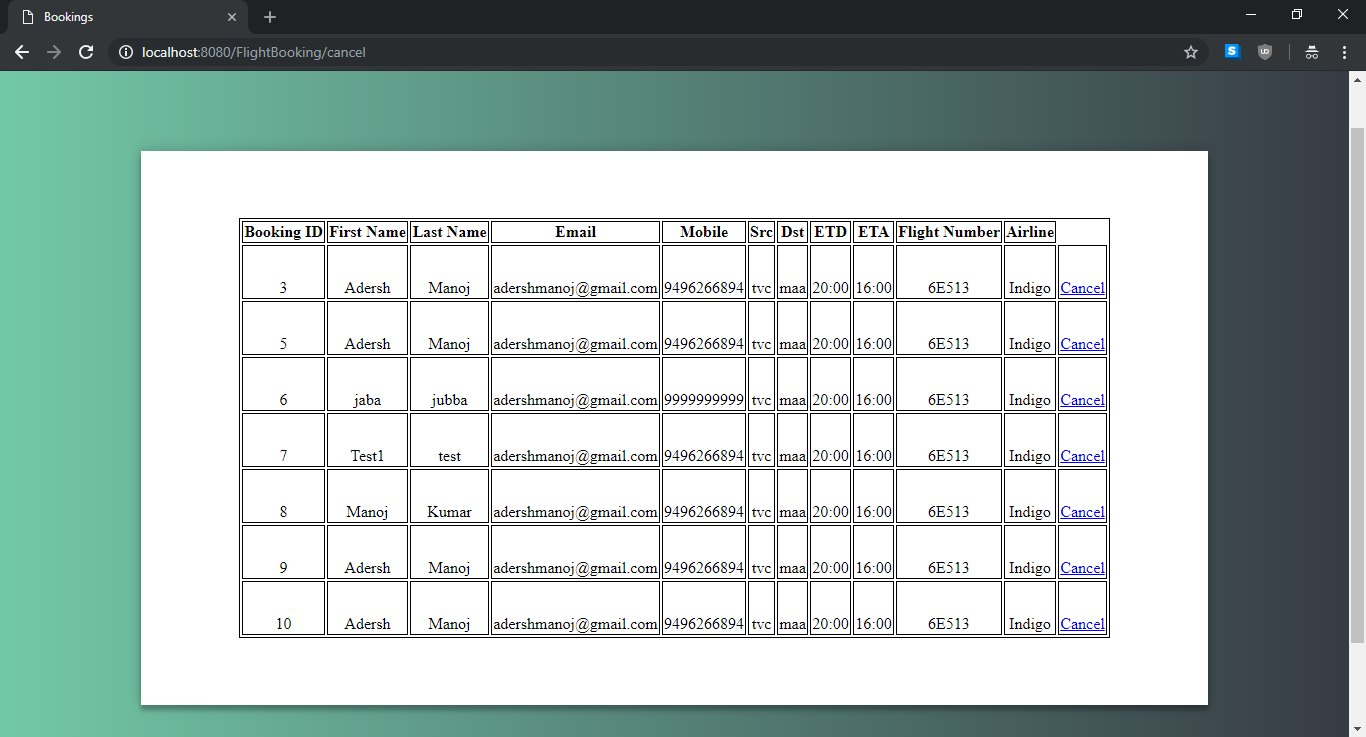 Bookings
localhost:8080/FlightBooking/cancel
Booking ID First Name Last Name Email Mobile Src Dst ETD ETA Flight Number Airline
3 Adersh Manoj adershmanoj@gmail.com 9496266894 tvc maa 20:00 16:00 6E513 Indigo Cancel
5 Adersh Manoj adershmanoj@gmail.com 9496266894 tvc maa 20:00 16:00 6E513 Indigo Cancel
6 jaba jubba adershmanoj@gmail.com 9999999999 tvc maa 20:00 16:00 6E513 Indigo Cancel
7 Test1 test adershmanoj@gmail.com 9496266894 tvc maa 20:00 16:00 6E513 Indigo Cancel
8 Manoj Kumar adershmanoj@gmail.com 9496266894 tvc maa 20:00 16:00 6E513 Indigo Cancel
9 Adersh Manoj adershmanoj@gmail.com 9496266894 tvc maa 20:00 16:00 6E513 Indigo Cancel
10 Adersh Manoj adershmanoj@gmail.com 9496266894 tvc maa 20:00 16:00 6E513 Indigo Cancel